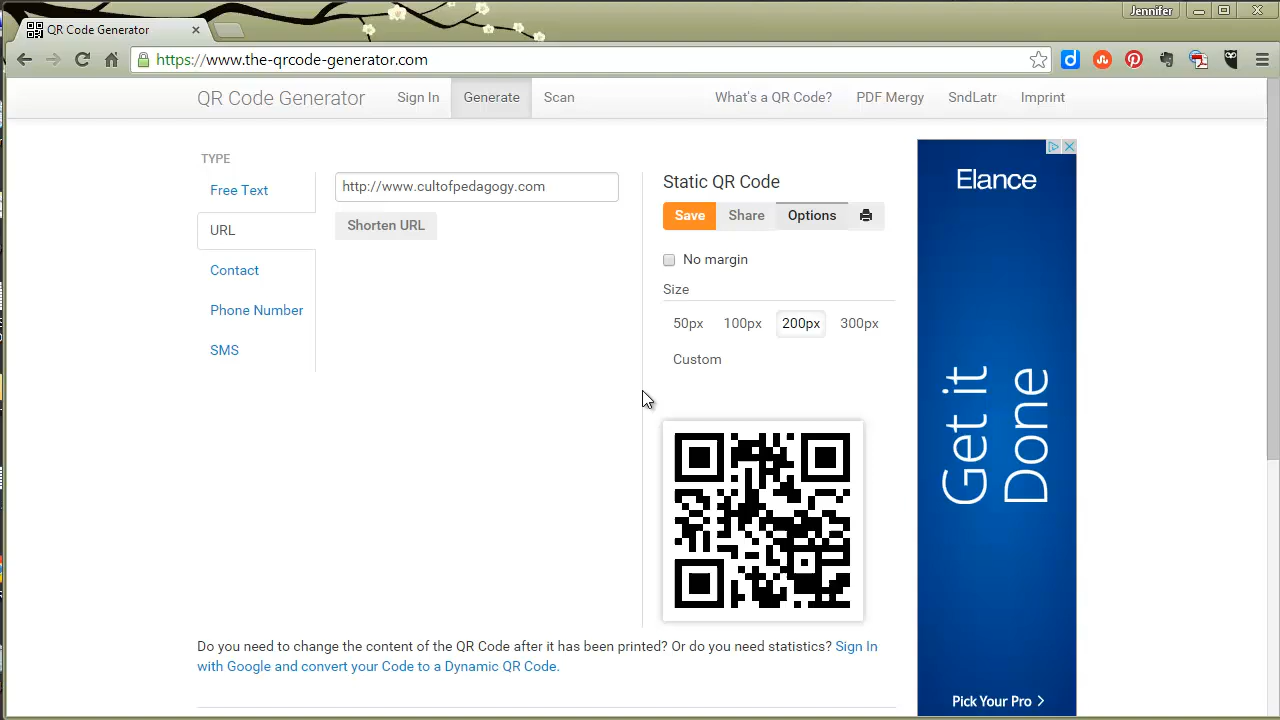 Jennifer
QR Code Generator
https://www.the-qrcode-generator.com
QR Code Generator Sign In Generate Scan What's a QR Code? PDF Mergy SndLatr Imprint
TYPE
Free Text
URL
Contact
Phone Number
SMS
http://www.cultofpedagogy.com
Shorten URL
Static QR Code
Save Share Options
No margin
Size
50px 100px 200px 300px
Custom
Do you need to change the content of the QR Code after it has been printed? Or do you need statistics? Sign In
with Google and convert your Code to a Dynamic QR Code.
Elance
Get it
Done
Pick Your Pro >